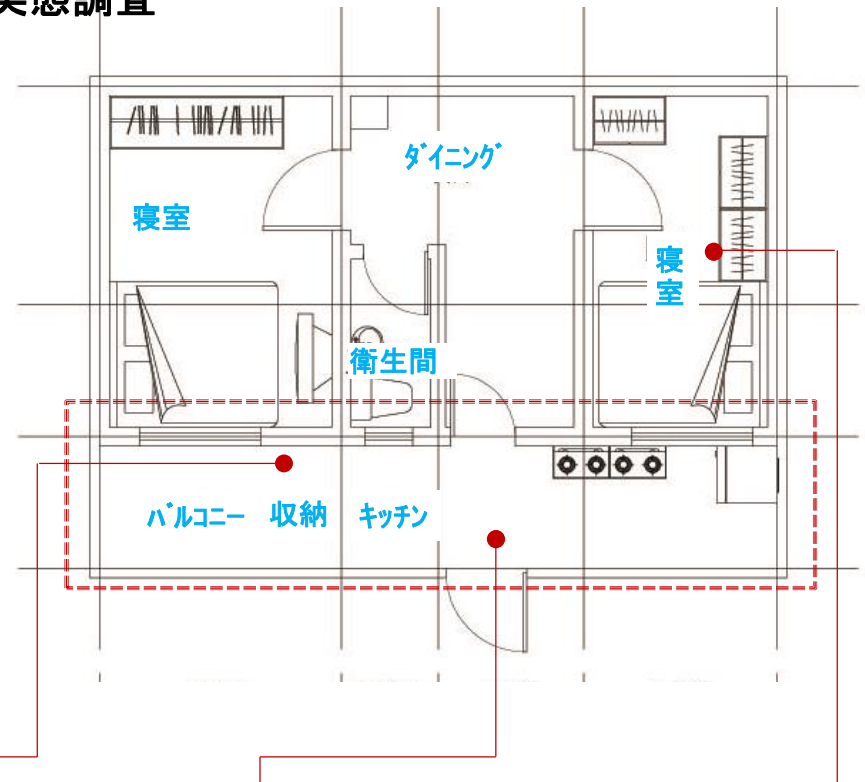 実態調査
ダイニング
寝室
寝室
衛生間
バルコニー 収納 キッチン